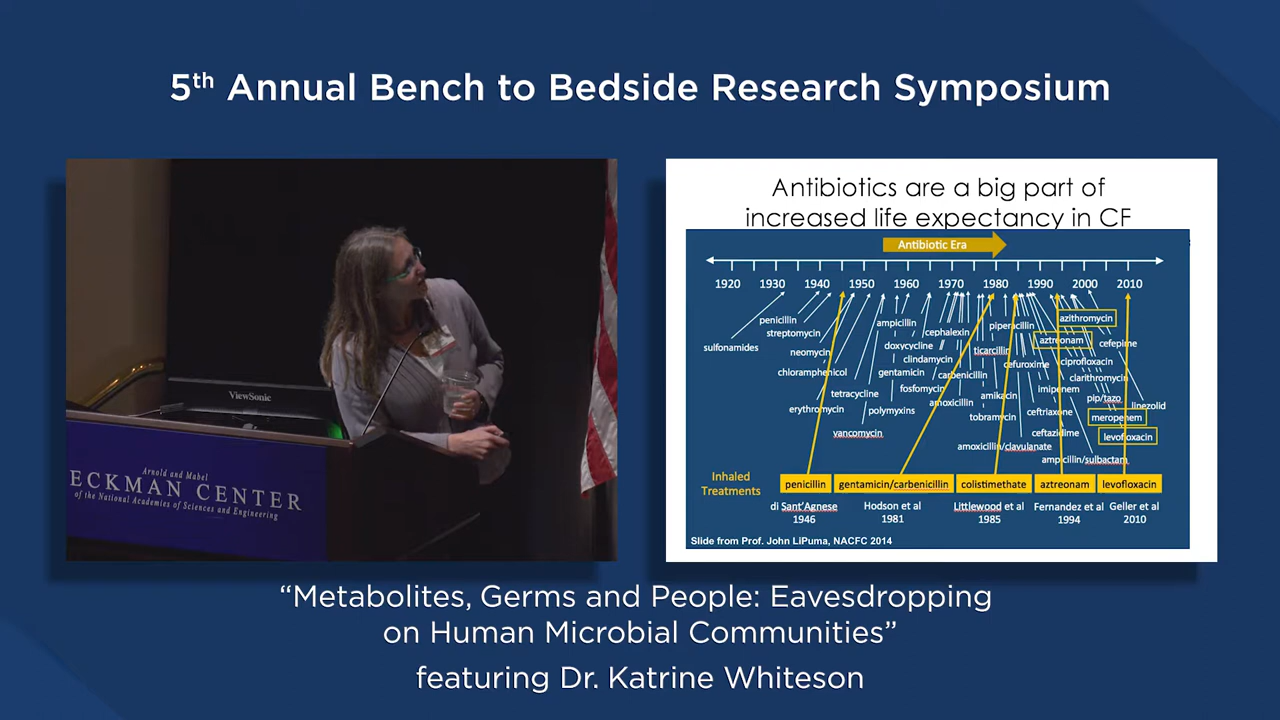 5th Annual Bench to Bedside Research Symposium
ViewSonic
Arnold and Mabel
ECKMAN CENTER
of the National Academies of Sciences and Engineering
Antibiotics are a big part of
increased life expectancy in CF
Antibiotic Era
1920 1930 1940 1950 1960 1970 1980 1990 2000 2010
sulfonamides
penicillin
streptomycin
neomycin
chloramphenicol
erythromycin
tetracycline
vancomycin
ampicillin
doxycycline
clindamycin
gentamicin
fosfomycin
polymyxins
cephalexin
carbenicillin
amoxicillin
ticarcillin
amikacin
tobramycin
amoxicillin/clavulanate
piperacillin
cefuroxime
imipenem
ceftriaxone
ceftazidime
ampicillin/sulbactam
azithromycin
aztreonam
cefepime
ciprofloxacin
clarithromycin
pip/tazo
linezolid
meropenem
levofloxacin
Inhaled
Treatments
penicillin gentamicin/carbenicillin colistimethate aztreonam levofloxacin
di Sant'Agnese Hodson et al Littlewood et al Fernandez et al Geller et al
1946 1981 1985 1994 2010
Slide from Prof. John LiPuma, NACFC 2014
“Metabolites, Germs and People: Eavesdropping
on Human Microbial Communities”
featuring Dr. Katrine Whiteson